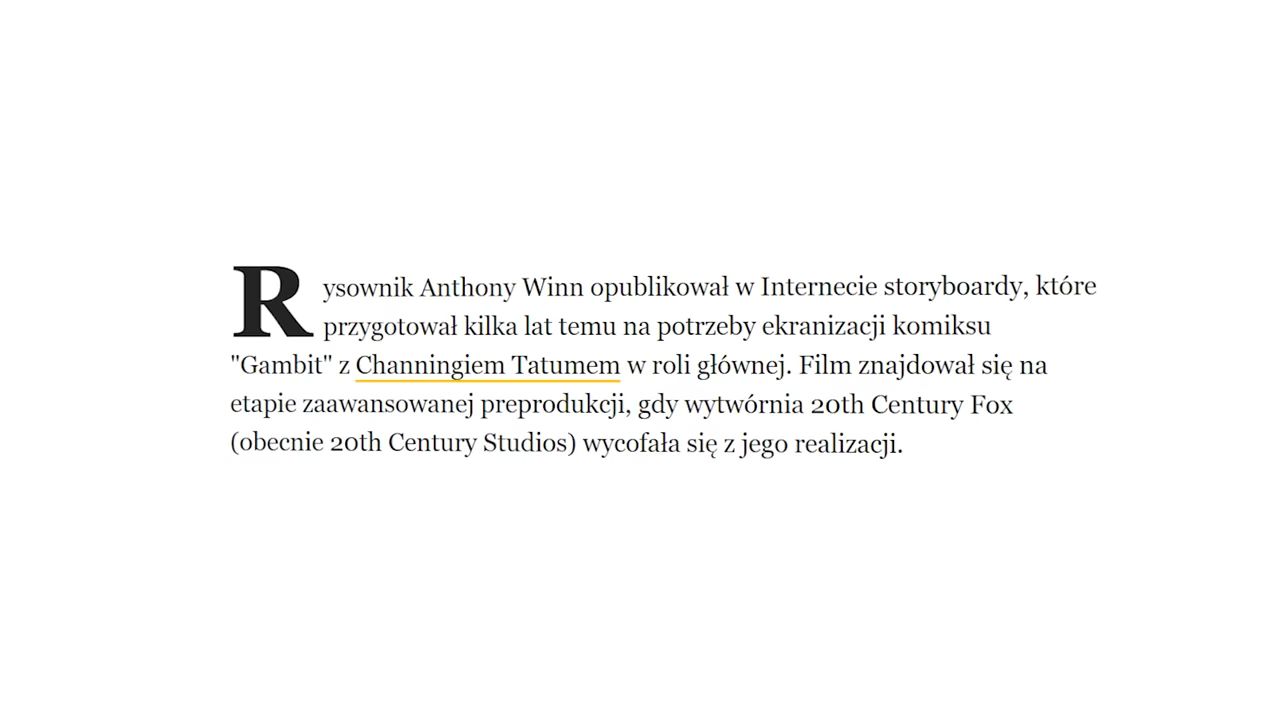 Rysownik Anthony Winn opublikował w Internecie storyboardy, które
przygotował kilka lat temu na potrzeby ekranizacji komiksu
"Gambit" z Channingiem Tatumem w roli głównej. Film znajdował się na
etapie zaawansowanej preprodukcji, gdy wytwórnia 20th Century Fox
(obecnie 20th Century Studios) wycofała się z jego realizacji.